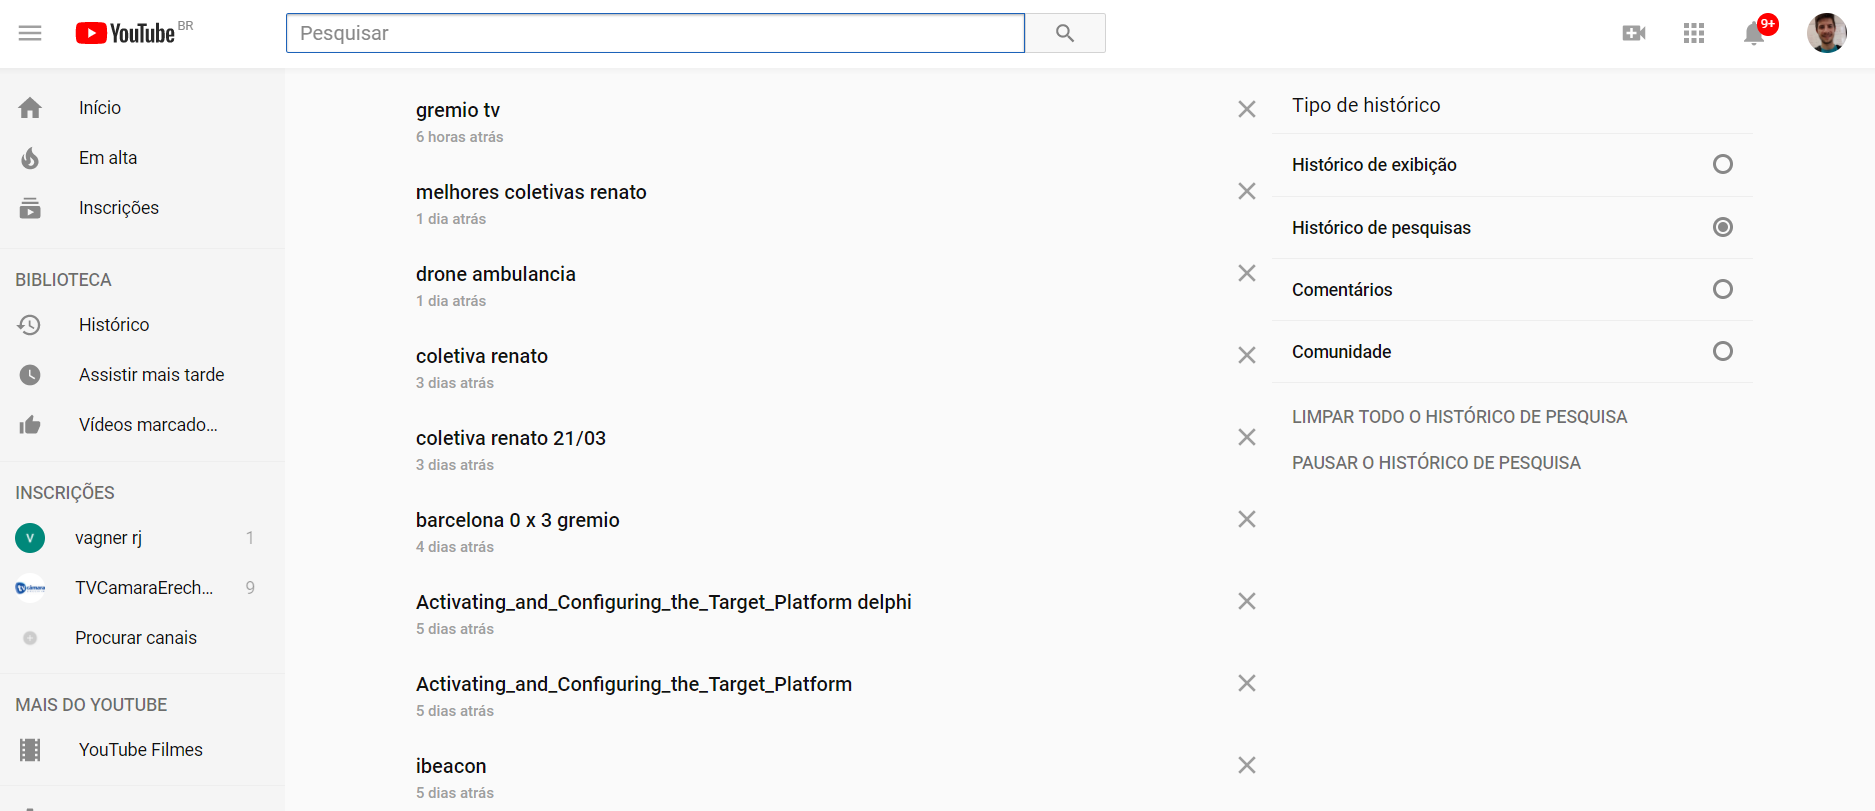 YouTube BR
Pesquisar
9+
Início
Em alta
Inscrições
BIBLIOTECA
Histórico
Assistir mais tarde
Vídeos marcado...
INSCRIÇÕES
V vagner rj 1
tv câmara TVCamaraErech... 9
Procurar canais
MAIS DO YOUTUBE
YouTube Filmes
gremio tv
6 horas atrás
melhores coletivas renato
1 dia atrás
drone ambulancia
1 dia atrás
coletiva renato
3 dias atrás
coletiva renato 21/03
3 dias atrás
barcelona 0 x 3 gremio
4 dias atrás
Activating_and_Configuring_the_Target_Platform delphi
5 dias atrás
Activating_and_Configuring_the_Target_Platform
5 dias atrás
ibeacon
5 dias atrás
Tipo de histórico
Histórico de exibição
Histórico de pesquisas
Comentários
Comunidade
LIMPAR TODO O HISTÓRICO DE PESQUISA
PAUSAR O HISTÓRICO DE PESQUISA